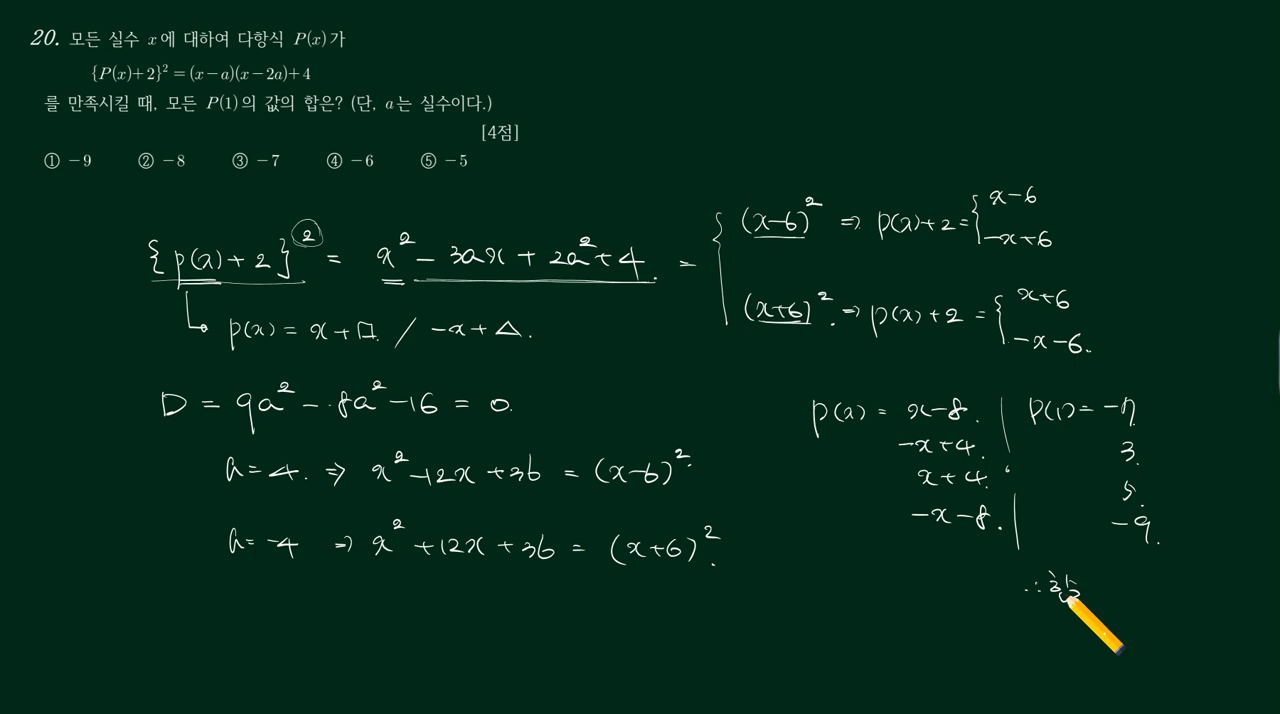 20. 모든 실수 x에 대하여 다항식 P(x)가
{P(x)+2}² = (x-a)(x-2a)+4
를 만족시킬 때, 모든 P(1)의 값의 합은? (단, a는 실수이다.)
[4점]
① -9 ② -8 ③ -7 ④ -6 ⑤ -5
{p(x)+2}² = x² - 3ax + 2a² + 4. =
(x-6)² ⇒ p(x)+2 = { x-6
-x+6
(x+6)². ⇒ p(x)+2 = { x+6
-x-6.
p(x) = x+□. / -x+△.
D = 9a² - 8a² - 16 = 0.
a=4. ⇒ x² - 12x + 36 = (x-6)².
a=-4 ⇒ x² + 12x + 36 = (x+6)².
p(x) = x-8. | P(1) = -7.
-x+4. 3.
x+4. 5.
-x-8. -9.
∴ 합